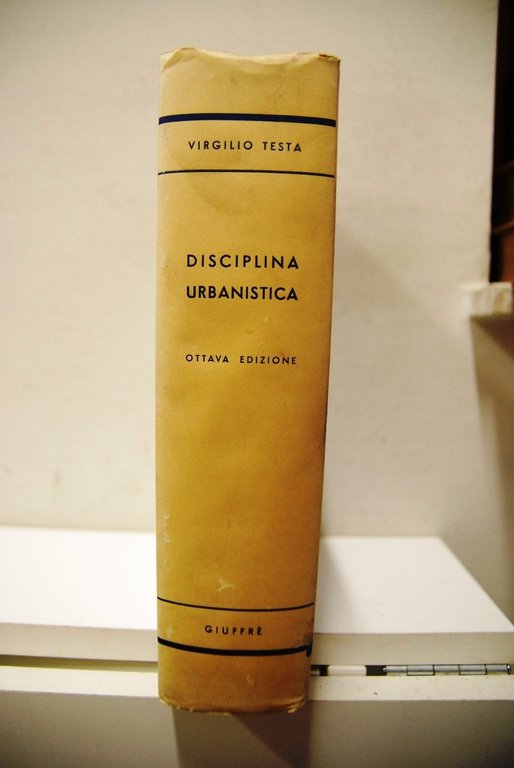 VIRGILIO TESTA
DISCIPLINA
URBANISTICA
OTTAVA EDIZIONE
GIUFFRÈ